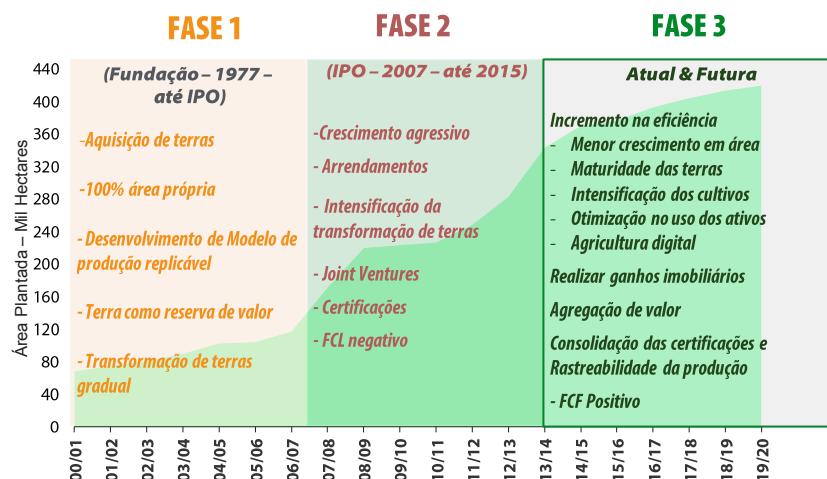 FASE 1
FASE 2
FASE 3
(Fundação – 1977 –
até IPO)
(IPO – 2007 – até 2015)
Atual & Futura
-Aquisição de terras
-100% área própria
- Desenvolvimento de Modelo de
produção replicável
- Terra como reserva de valor
- Transformação de terras
gradual
-Crescimento agressivo
- Arrendamentos
- Intensificação da
transformação de terras
- Joint Ventures
- Certificações
- FCL negativo
Incremento na eficiência
- Menor crescimento em área
- Maturidade das terras
- Intensificação dos cultivos
- Otimização no uso dos ativos
- Agricultura digital
Realizar ganhos imobiliários
Agregação de valor
Consolidação das certificações e
Rastreabilidade da produção
- FCF Positivo
Área Plantada – Mil Hectares
440
400
360
320
280
240
200
160
120
80
40
0
00/01
01/02
02/03
03/04
04/05
05/06
06/07
07/08
08/09
09/10
10/11
11/12
12/13
13/14
14/15
15/16
16/17
17/18
18/19
19/20